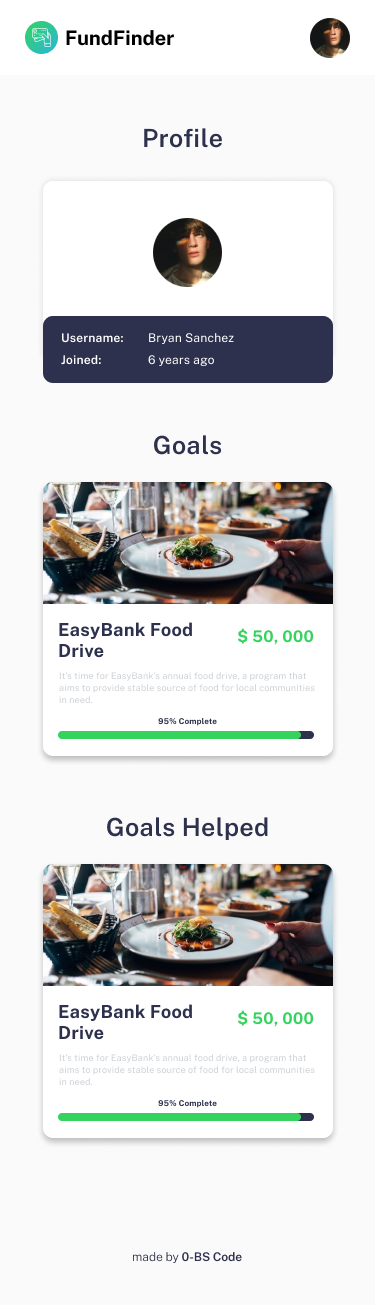 FundFinder
Profile
Username: Bryan Sanchez
Joined: 6 years ago
Goals
EasyBank Food
Drive
$ 50, 000
It's time for EasyBank's annual food drive, a program that
aims to provide stable source of food for local communities
in need.
95% Complete
Goals Helped
EasyBank Food
Drive
$ 50, 000
It's time for EasyBank's annual food drive, a program that
aims to provide stable source of food for local communities
in need.
95% Complete
made by 0-BS Code